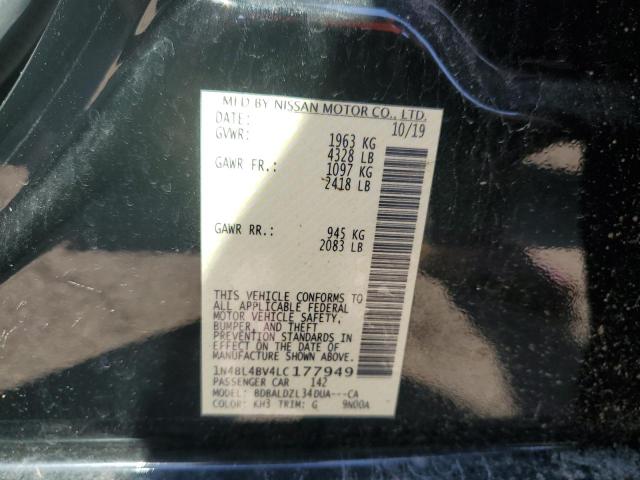 MFD BY NISSAN MOTOR CO., LTD.
DATE: 10/19
GVWR: 1963 KG
4328 LB
GAWR FR.: 1097 KG
2418 LB
GAWR RR.: 945 KG
2083 LB
THIS VEHICLE CONFORMS TO
ALL APPLICABLE FEDERAL
MOTOR VEHICLE SAFETY,
BUMPER, AND THEFT
PREVENTION STANDARDS IN
EFFECT ON THE DATE OF
MANUFACTURE SHOWN ABOVE.
1N4BL4BV4LC177949
PASSENGER CAR 142
MODEL: BDBALDZL34DUA---CA
COLOR: KH3 TRIM: G 9N00A